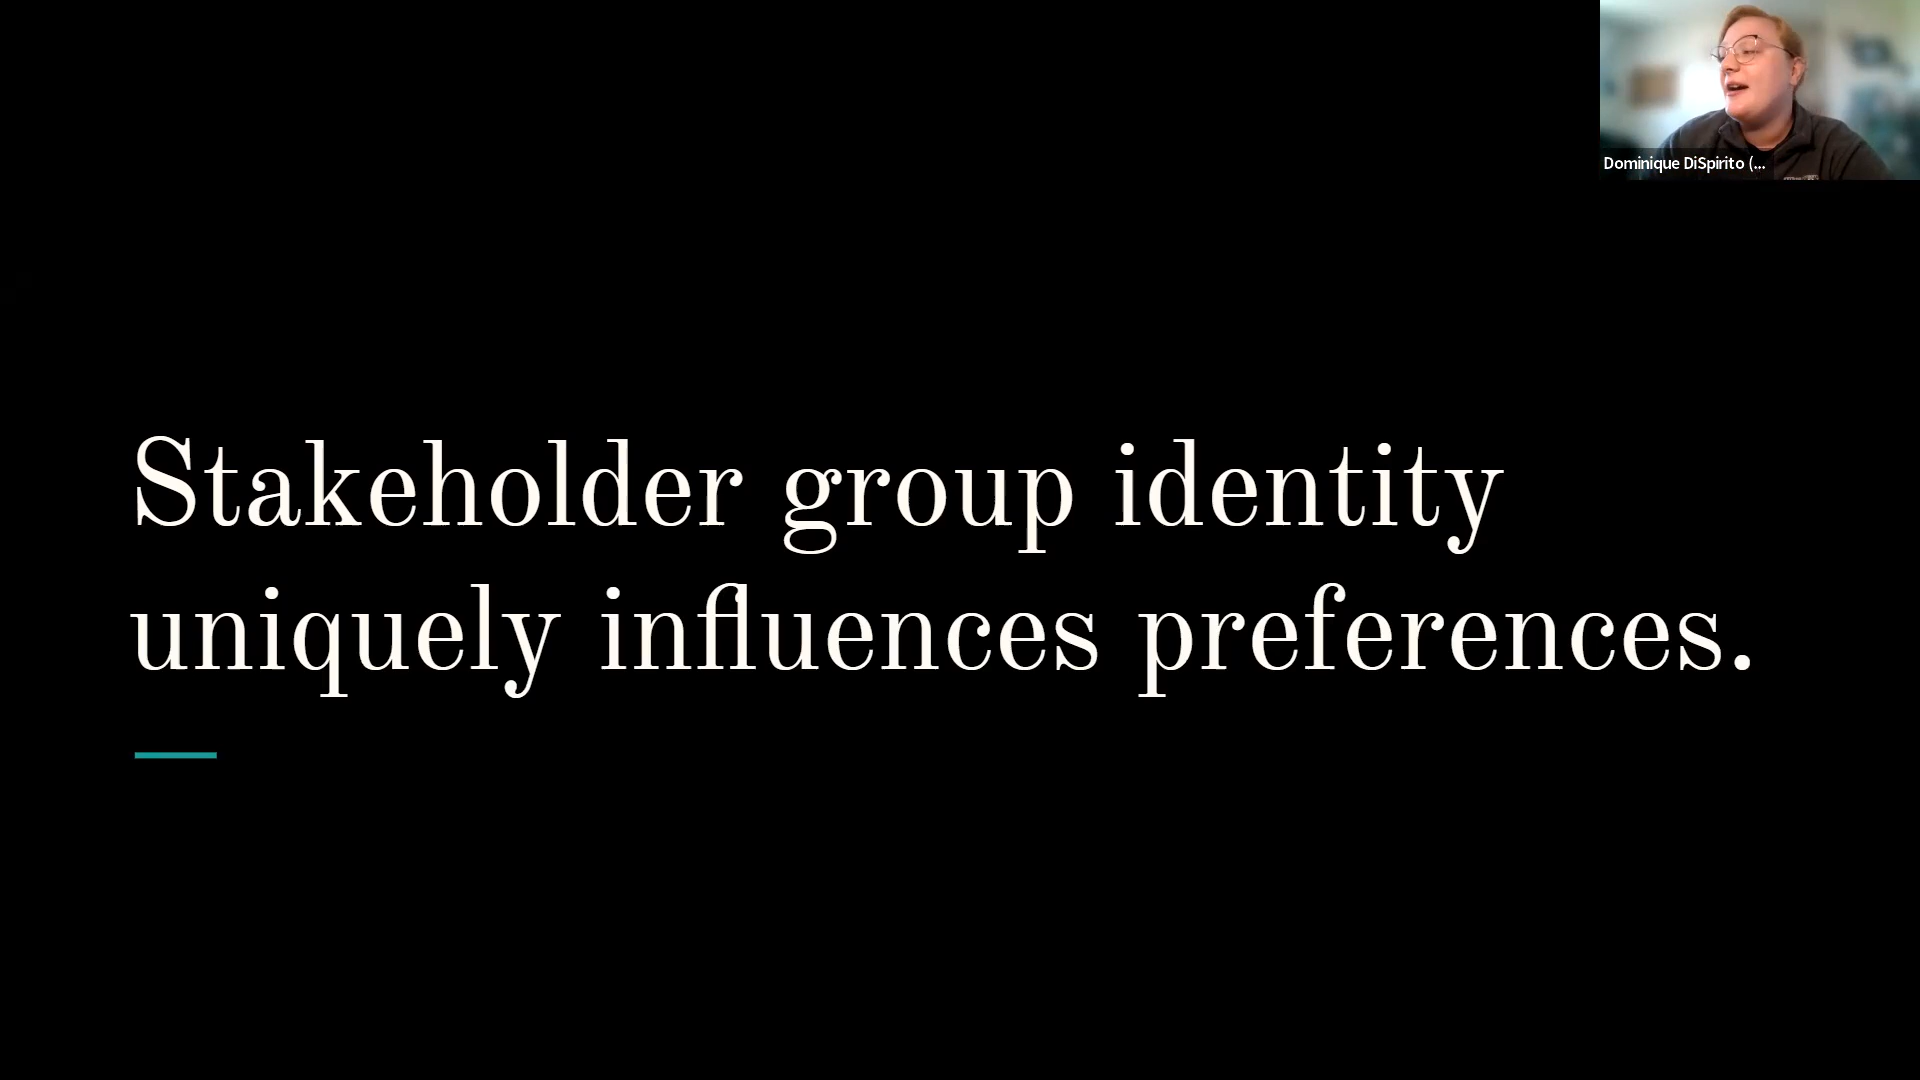 Dominique DiSpirito (...
Stakeholder group identity
uniquely influences preferences.